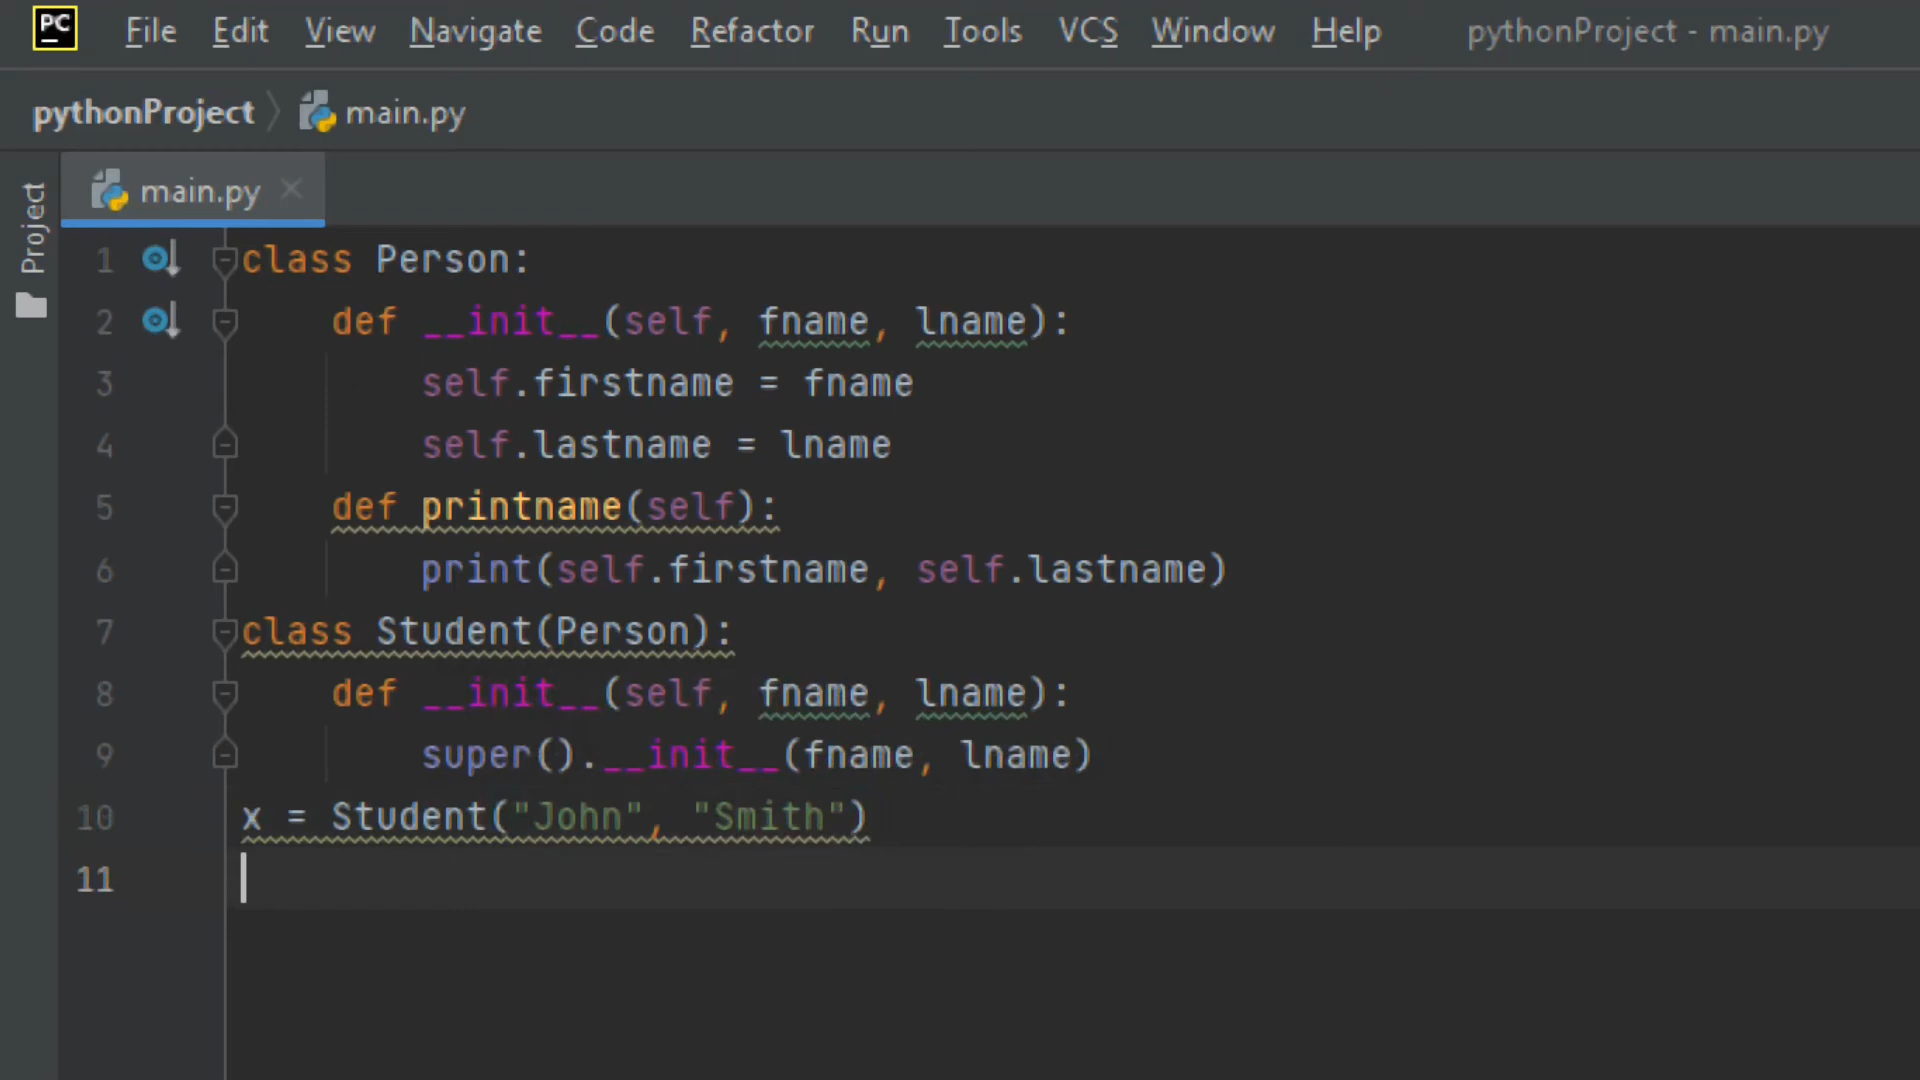 PC File Edit View Navigate Code Refactor Run Tools VCS Window Help pythonProject - main.py
pythonProject main.py
main.py
Project
1 class Person:
2 def __init__(self, fname, lname):
3 self.firstname = fname
4 self.lastname = lname
5 def printname(self):
6 print(self.firstname, self.lastname)
7 class Student(Person):
8 def __init__(self, fname, lname):
9 super().__init__(fname, lname)
10 x = Student("John", "Smith")
11